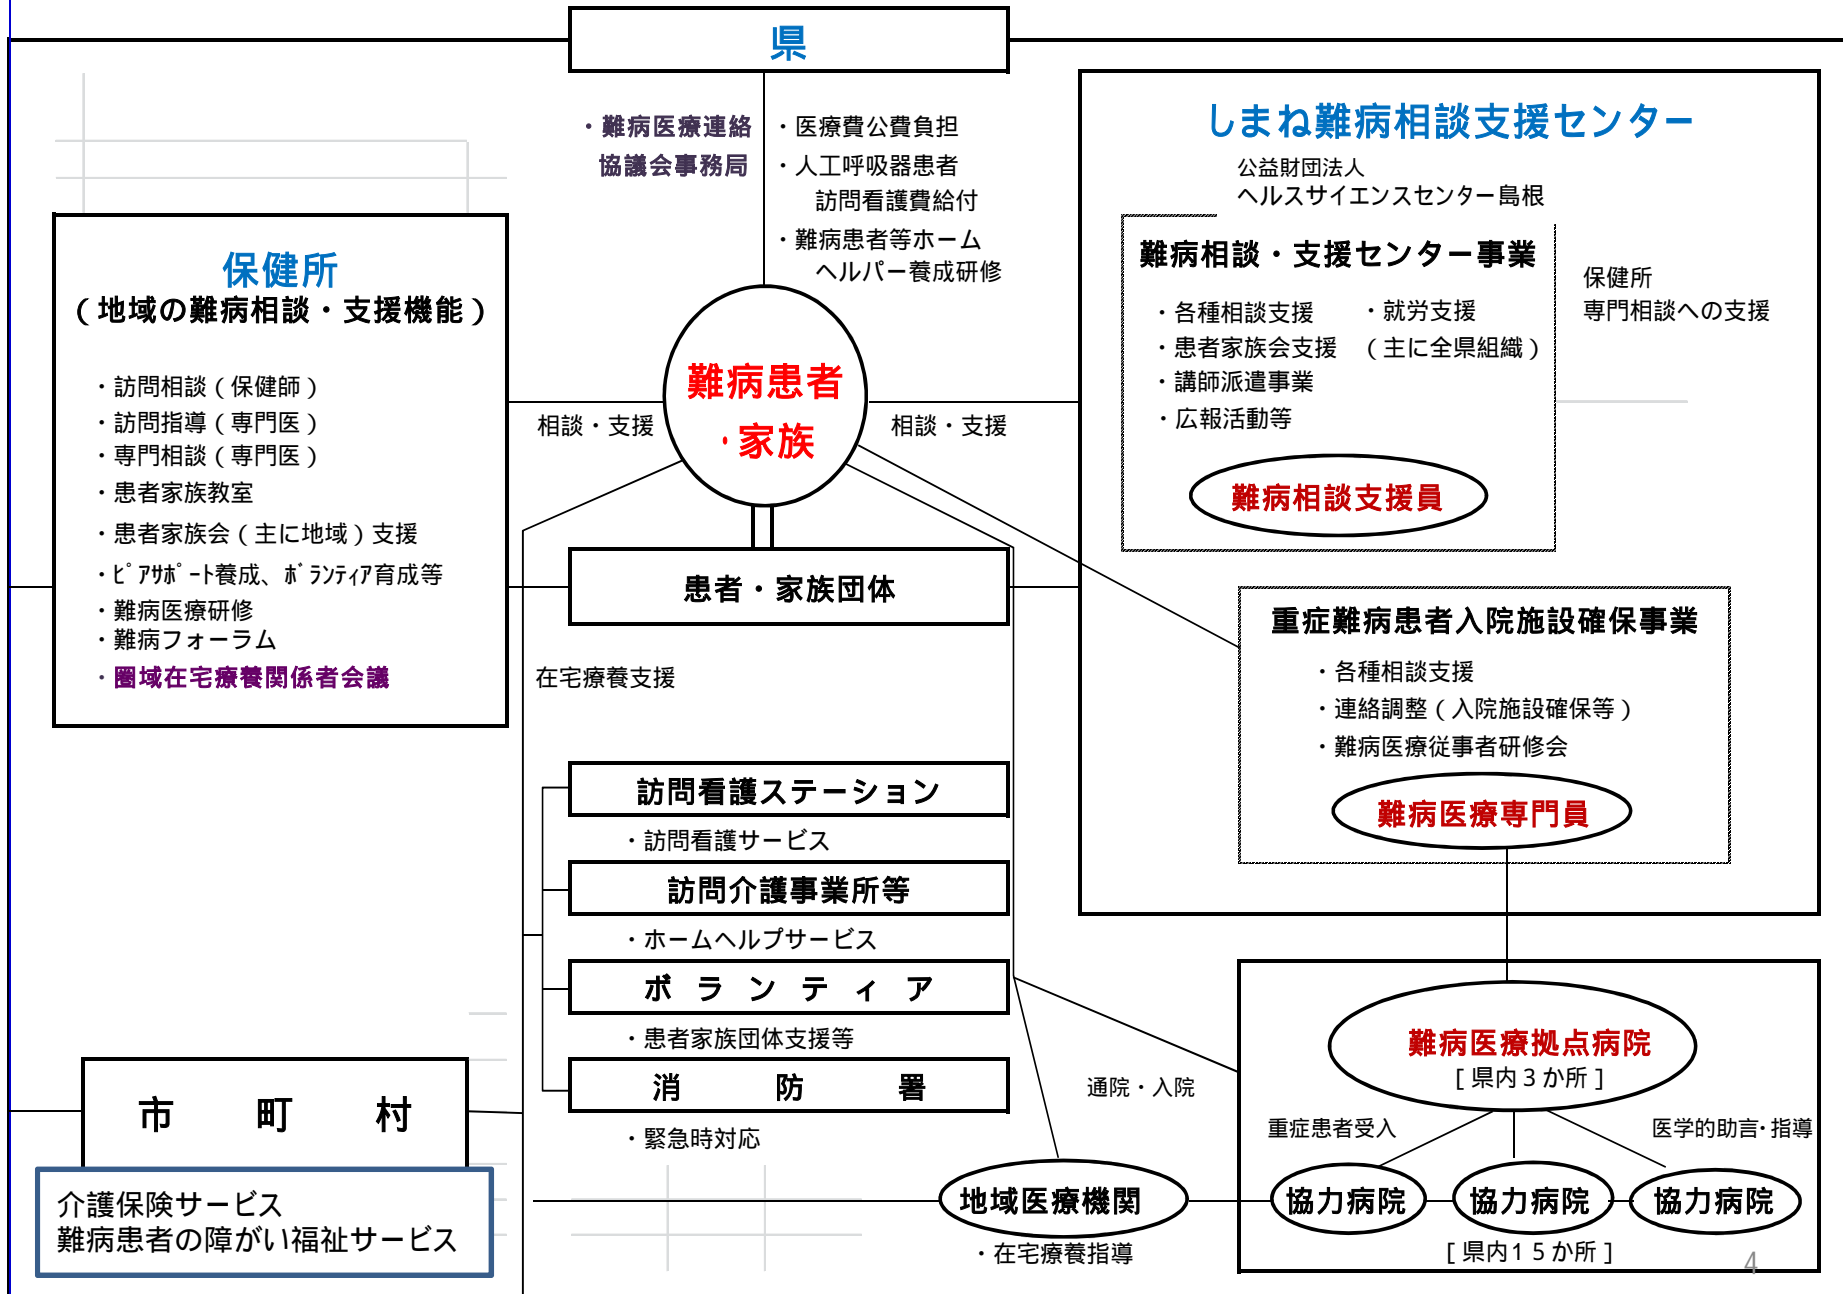 県
・難病医療連絡
協議会事務局
・医療費公費負担
・人工呼吸器患者
訪問看護費給付
・難病患者等ホーム
ヘルパー養成研修
保健所
（地域の難病相談・支援機能）
・訪問相談（保健師）
・訪問指導（専門医）
・専門相談（専門医）
・患者家族教室
・患者家族会（主に地域）支援
・ﾋﾟｱｻﾎﾟｰﾄ養成、ﾎﾞﾗﾝﾃｨｱ育成等
・難病医療研修
・難病フォーラム
・圏域在宅療養関係者会議
相談・支援
難病患者
・家族
相談・支援
患者・家族団体
在宅療養支援
しまね難病相談支援センター
公益財団法人
ヘルスサイエンスセンター島根
難病相談・支援センター事業
・各種相談支援　・就労支援
・患者家族会支援　（主に全県組織）
・講師派遣事業
・広報活動等
難病相談支援員
保健所
専門相談への支援
重症難病患者入院施設確保事業
・各種相談支援
・連絡調整（入院施設確保等）
・難病医療従事者研修会
難病医療専門員
訪問看護ステーション
・訪問看護サービス
訪問介護事業所等
・ホームヘルプサービス
ボランティア
・患者家族団体支援等
消防署
・緊急時対応
市町村
介護保険サービス
難病患者の障がい福祉サービス
通院・入院
難病医療拠点病院
[県内３か所]
重症患者受入
医学的助言・指導
地域医療機関
・在宅療養指導
協力病院
協力病院
協力病院
[県内１５か所]
4